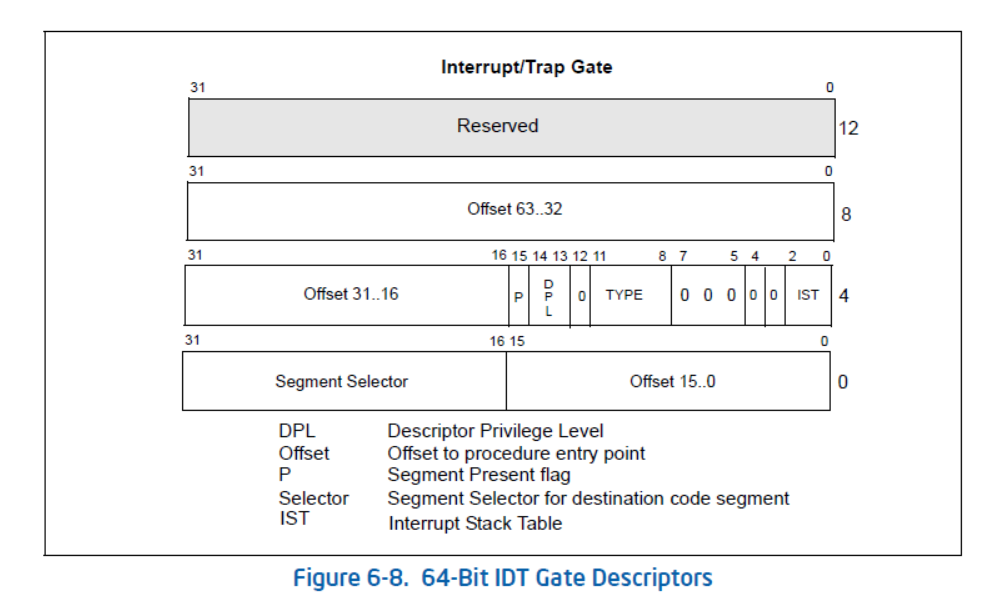 Interrupt/Trap Gate
31 0
Reserved 12
31 0
Offset 63..32 8
31 16 15 14 13 12 11 8 7 5 4 2 0
Offset 31..16 P DPL 0 TYPE 0 0 0 0 0 IST 4
31 16 15 0
Segment Selector Offset 15..0 0
DPL Descriptor Privilege Level
Offset Offset to procedure entry point
P Segment Present flag
Selector Segment Selector for destination code segment
IST Interrupt Stack Table
Figure 6-8. 64-Bit IDT Gate Descriptors